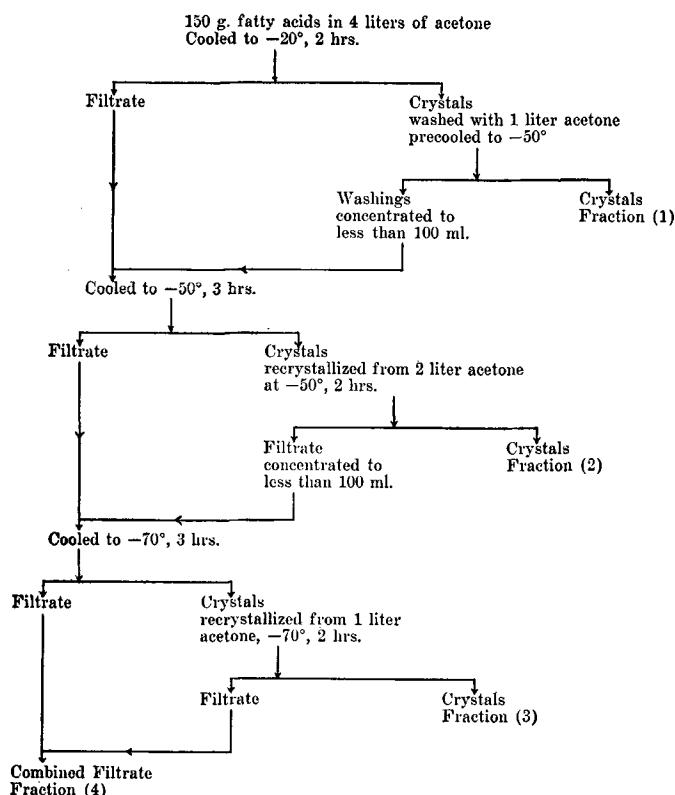 150 g. fatty acids in 4 liters of acetone
Cooled to −20°, 2 hrs.
Filtrate
Crystals
washed with 1 liter acetone
precooled to −50°
Washings
concentrated to
less than 100 ml.
Crystals
Fraction (1)
Cooled to −50°, 3 hrs.
Filtrate
Crystals
recrystallized from 2 liter acetone
at −50°, 2 hrs.
Filtrate
concentrated to
less than 100 ml.
Crystals
Fraction (2)
Cooled to −70°, 3 hrs.
Filtrate
Crystals
recrystallized from 1 liter
acetone, −70°, 2 hrs.
Filtrate
Crystals
Fraction (3)
Combined Filtrate
Fraction (4)